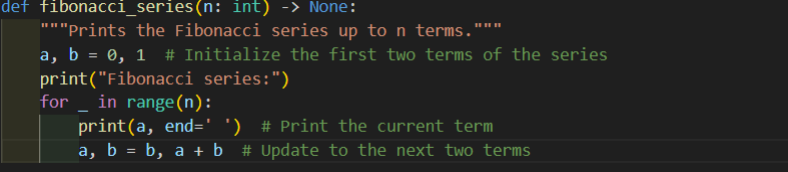 def fibonacci_series(n: int) -> None:
    """Prints the Fibonacci series up to n terms."""
    a, b = 0, 1  # Initialize the first two terms of the series
    print("Fibonacci series:")
    for _ in range(n):
        print(a, end=' ')  # Print the current term
        a, b = b, a + b  # Update to the next two terms